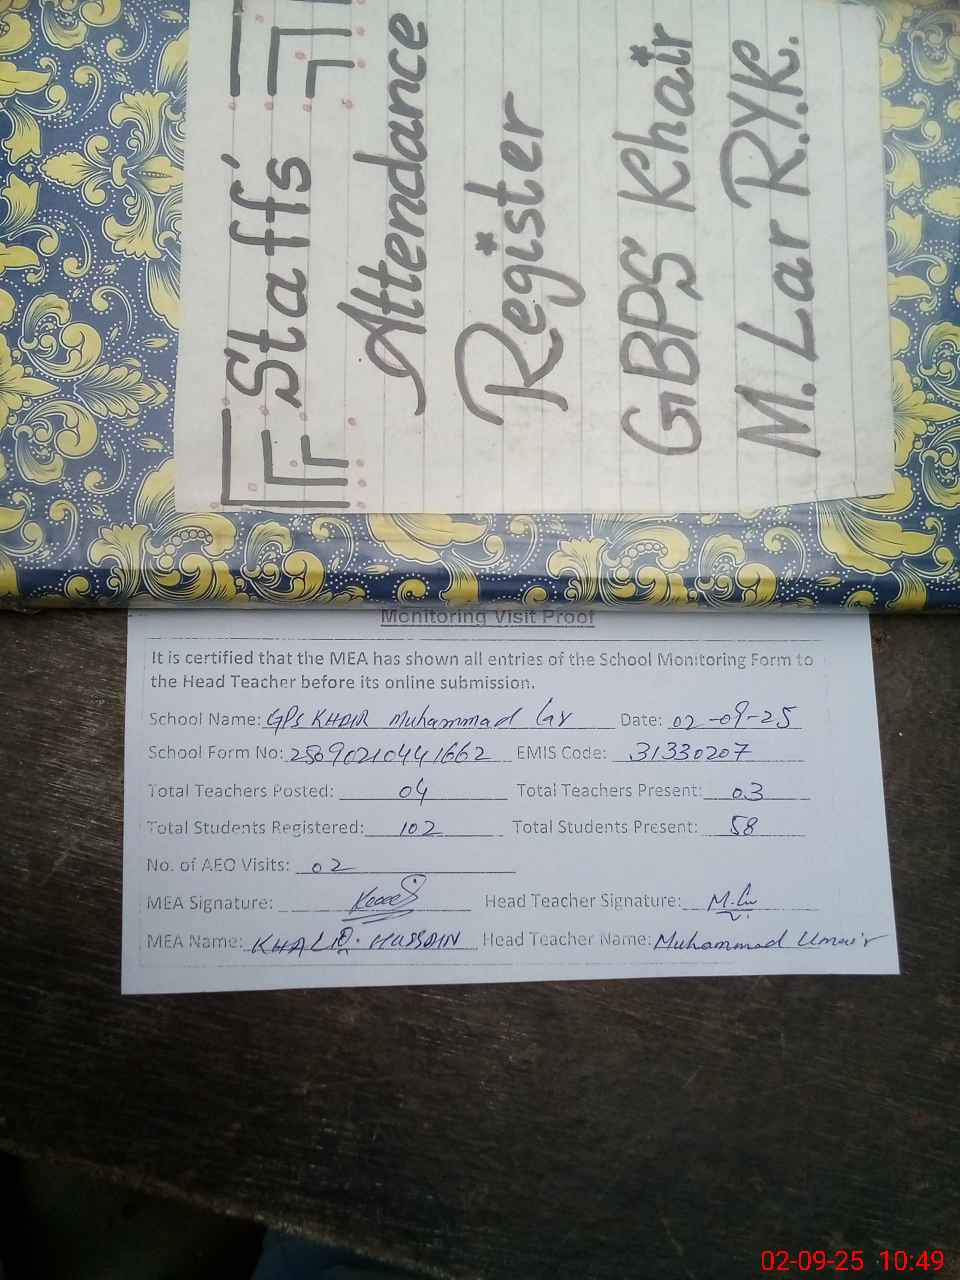 Staff's
Attendance
Register
GBPS Khair
M. Lar R.Y.K.
Monitoring Visit Proof
It is certified that the MEA has shown all entries of the School Monitoring Form to
the Head Teacher before its online submission.
School Name: GPS KHAIR Muhammad Lar Date: 02-09-25
School Form No: 25090210441662 EMIS Code: 31330207
Total Teachers Posted: 04 Total Teachers Present: 03
Total Students Registered: 102 Total Students Present: 58
No. of AEO Visits: 02
MEA Signature: Head Teacher Signature:
MEA Name: KHALIQ. HUSSAIN Head Teacher Name: Muhammad Umair
02-09-25 10:49